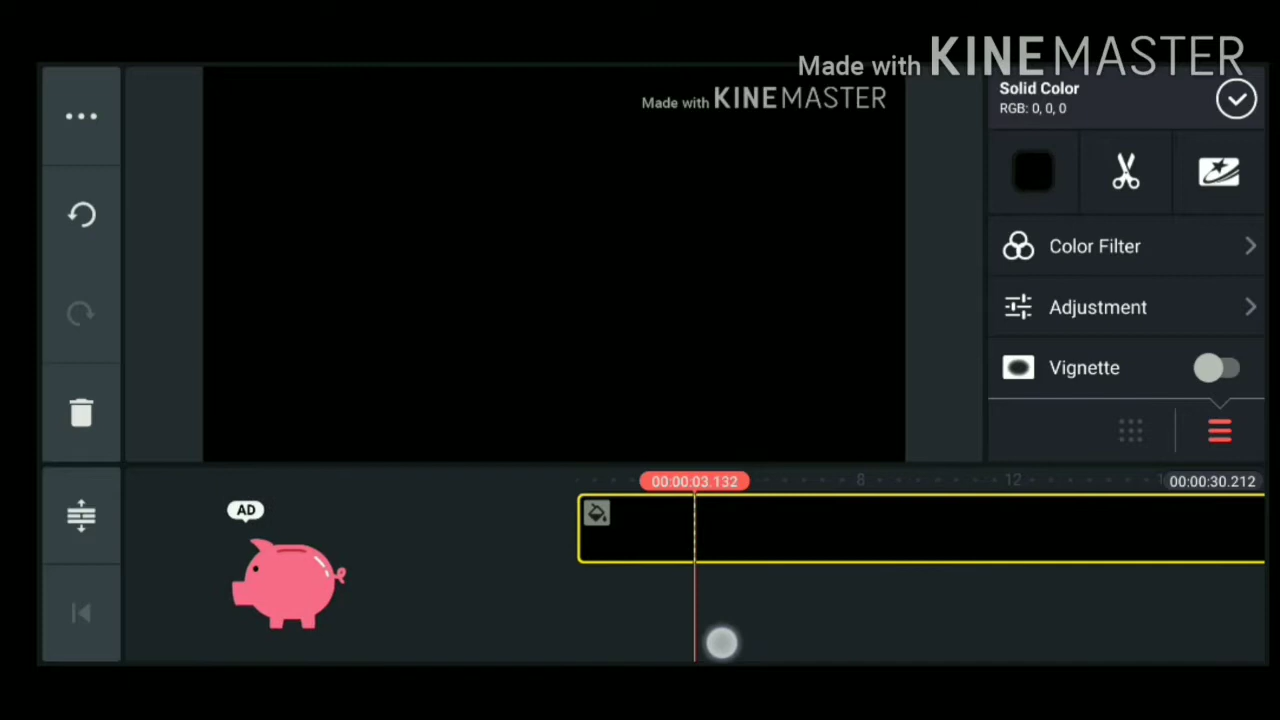 Made with KINEMASTER
Made with KINEMASTER
Solid Color
RGB: 0, 0, 0
Color Filter
Adjustment
Vignette
00:00:03.132
8
12
00:00:30.212
AD